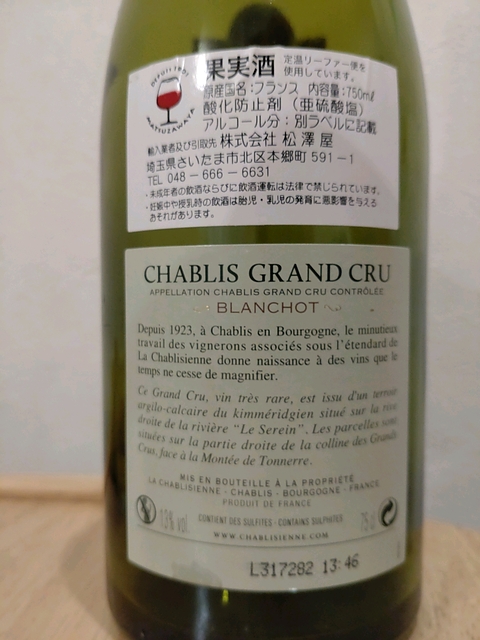 DEPUIS 1901
MATSUZAWAYA
果実酒 定温リーファー便を
使用しています。
原産国名:フランス 内容量:750ml
酸化防止剤(亜硫酸塩)
アルコール分:別ラベルに記載
輸入業者及び引取先 株式会社 松澤屋
埼玉県さいたま市北区本郷町591-1
TEL 048-666-6631
・未成年者の飲酒ならびに飲酒運転は法律で禁じられています。
・妊娠中や授乳時の飲酒は胎児・乳児の発育に悪影響を与える
おそれがあります。
CHABLIS GRAND CRU
APPELLATION CHABLIS GRAND CRU CONTRÔLÉE
BLANCHOT
Depuis 1923, à Chablis en Bourgogne, le minutieux
travail des vignerons associés sous l'étendard de
La Chablisienne donne naissance à des vins que le
temps ne cesse de magnifier.
Ce Grand Cru, vin très rare, est issu d'un terroir
argilo-calcaire du kimméridgien situé sur la rive
droite de la rivière "Le Serein". Les parcelles sont
situées sur la partie droite de la colline des Grands
Crus, face à la Montée de Tonnerre.
MIS EN BOUTEILLE À LA PROPRIÉTÉ
LA CHABLISIENNE - CHABLIS - BOURGOGNE - FRANCE
PRODUIT DE FRANCE
13% vol. CONTIENT DES SULFITES - CONTAINS SULPHITES 75 cl
WWW.CHABLISIENNE.COM
L317282 13:46